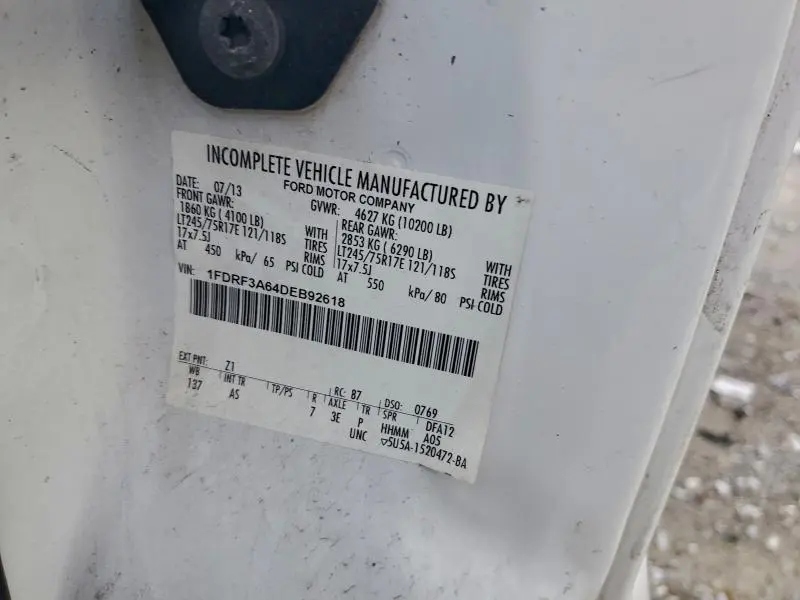 INCOMPLETE VEHICLE MANUFACTURED BY
FORD MOTOR COMPANY
DATE: 07/13 GVWR: 4627 KG (10200 LB)
FRONT GAWR: REAR GAWR:
1860 KG ( 4100 LB) WITH 2853 KG ( 6290 LB) WITH
LT245/75R17E 121/118S TIRES LT245/75R17E 121/118S TIRES
17x7.5J RIMS 17x7.5J RIMS
AT 450 kPa/ 65 PSI COLD AT 550 kPa/ 80 PSI COLD
VIN: 1FDRF3A64DEB92618
EXT PNT: Z1 RC: 87 DSO: 0769
WB INT TR TP/PS R AXLE TR SPR DFA12
137 AS 7 3E P HHMM A05
UNC ▽5U5A-1520472-BA